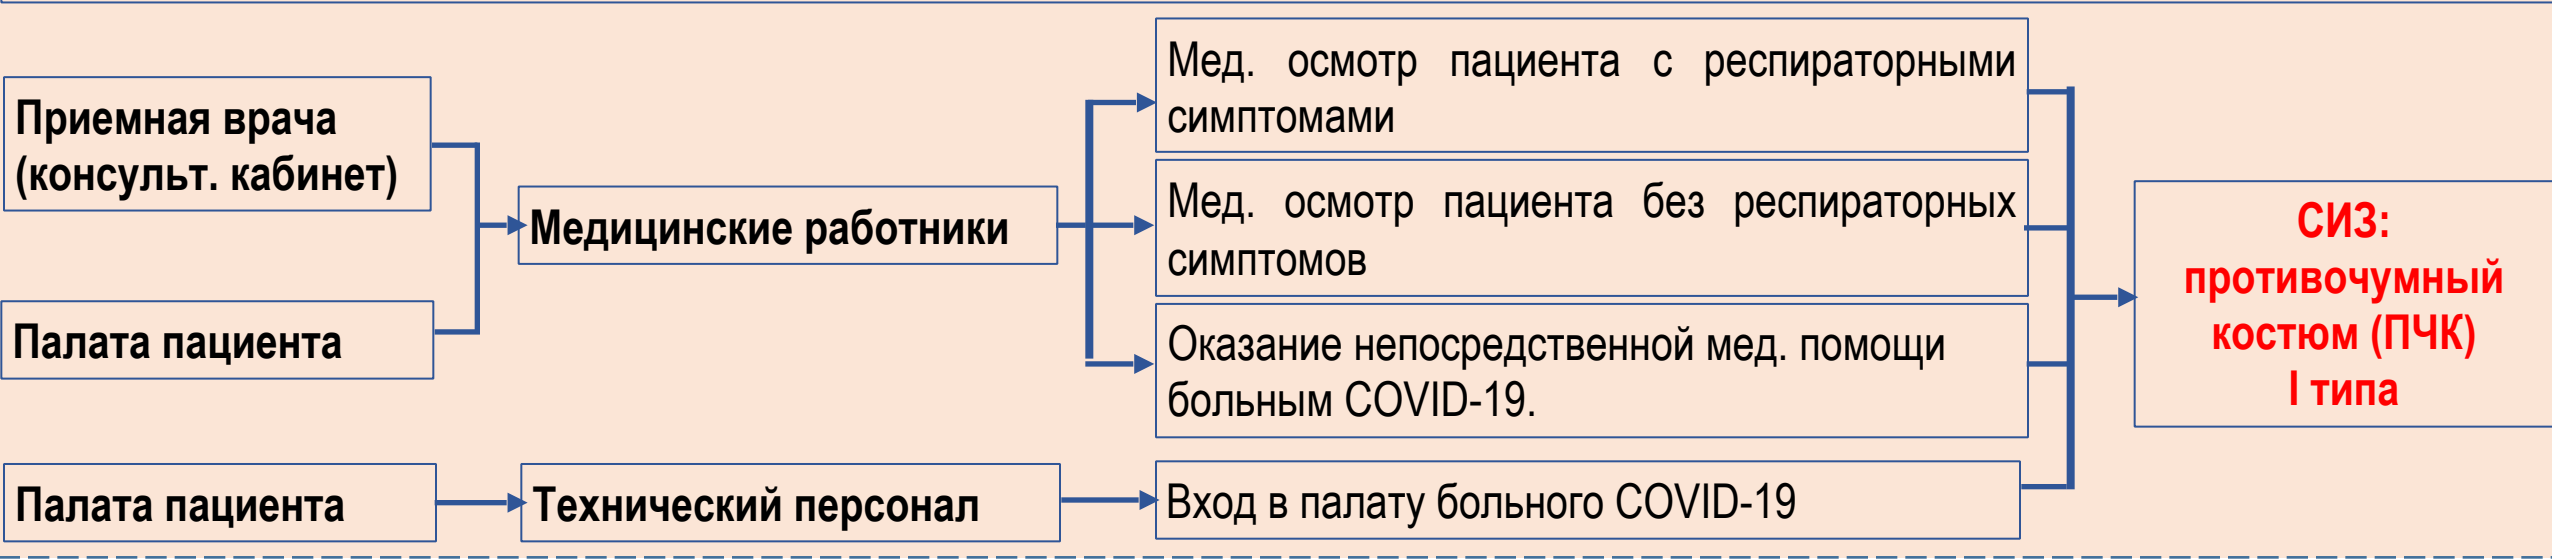 Приемная врача
(консульт. кабинет)
Палата пациента
Медицинские работники
Мед. осмотр пациента с респираторными
симптомами
Мед. осмотр пациента без респираторных
симптомов
Оказание непосредственной мед. помощи
больным COVID-19.
СИЗ:
противочумный
костюм (ПЧК)
I типа
Палата пациента
Технический персонал
Вход в палату больного COVID-19